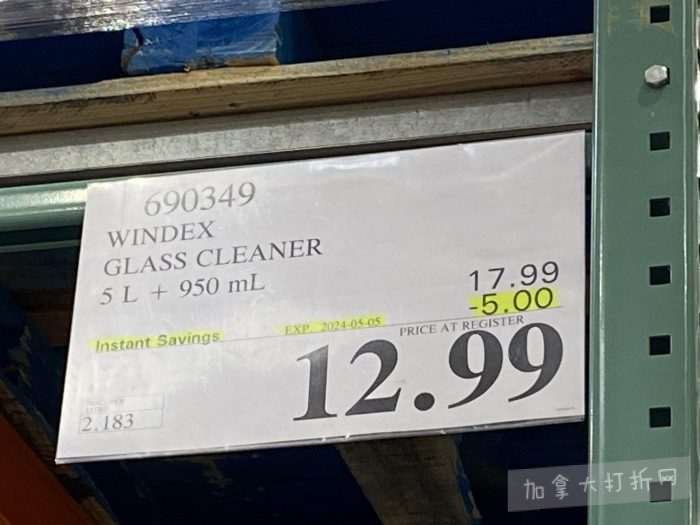 690349
WINDEX
GLASS CLEANER
5 L + 950 mL
17.99
-5.00
Instant Savings
EXP. 2024-05-05
PRICE AT REGISTER
12.99
2.183
加拿大打折网